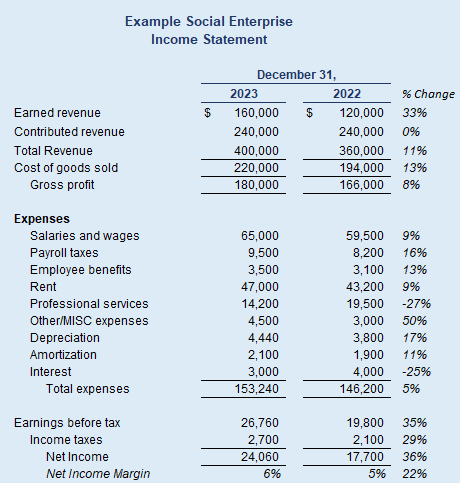 Example Social Enterprise
Income Statement
December 31,
2023 2022 % Change
Earned revenue $ 160,000 $ 120,000 33%
Contributed revenue 240,000 240,000 0%
Total Revenue 400,000 360,000 11%
Cost of goods sold 220,000 194,000 13%
Gross profit 180,000 166,000 8%
Expenses
Salaries and wages 65,000 59,500 9%
Payroll taxes 9,500 8,200 16%
Employee benefits 3,500 3,100 13%
Rent 47,000 43,200 9%
Professional services 14,200 19,500 -27%
Other/MISC expenses 4,500 3,000 50%
Depreciation 4,440 3,800 17%
Amortization 2,100 1,900 11%
Interest 3,000 4,000 -25%
Total expenses 153,240 146,200 5%
Earnings before tax 26,760 19,800 35%
Income taxes 2,700 2,100 29%
Net Income 24,060 17,700 36%
Net Income Margin 6% 5% 22%